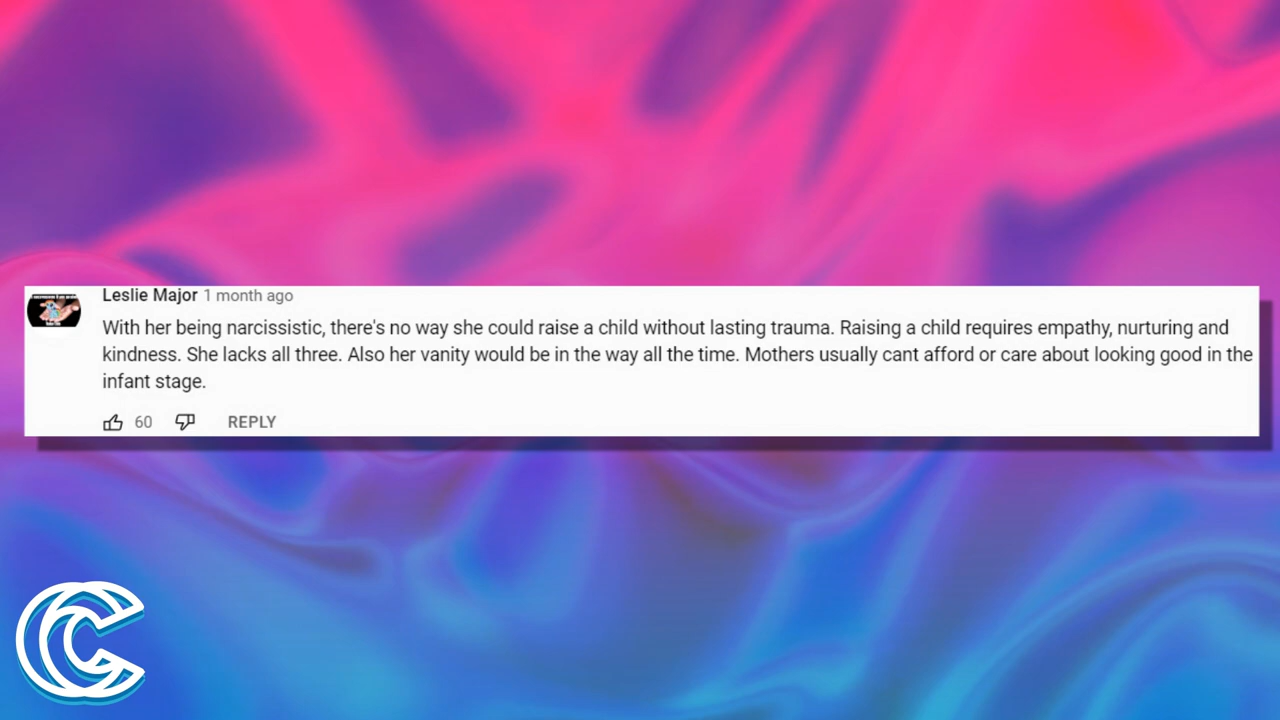 Leslie Major 1 month ago
With her being narcissistic, there's no way she could raise a child without lasting trauma. Raising a child requires empathy, nurturing and
kindness. She lacks all three. Also her vanity would be in the way all the time. Mothers usually cant afford or care about looking good in the
infant stage.
60 REPLY